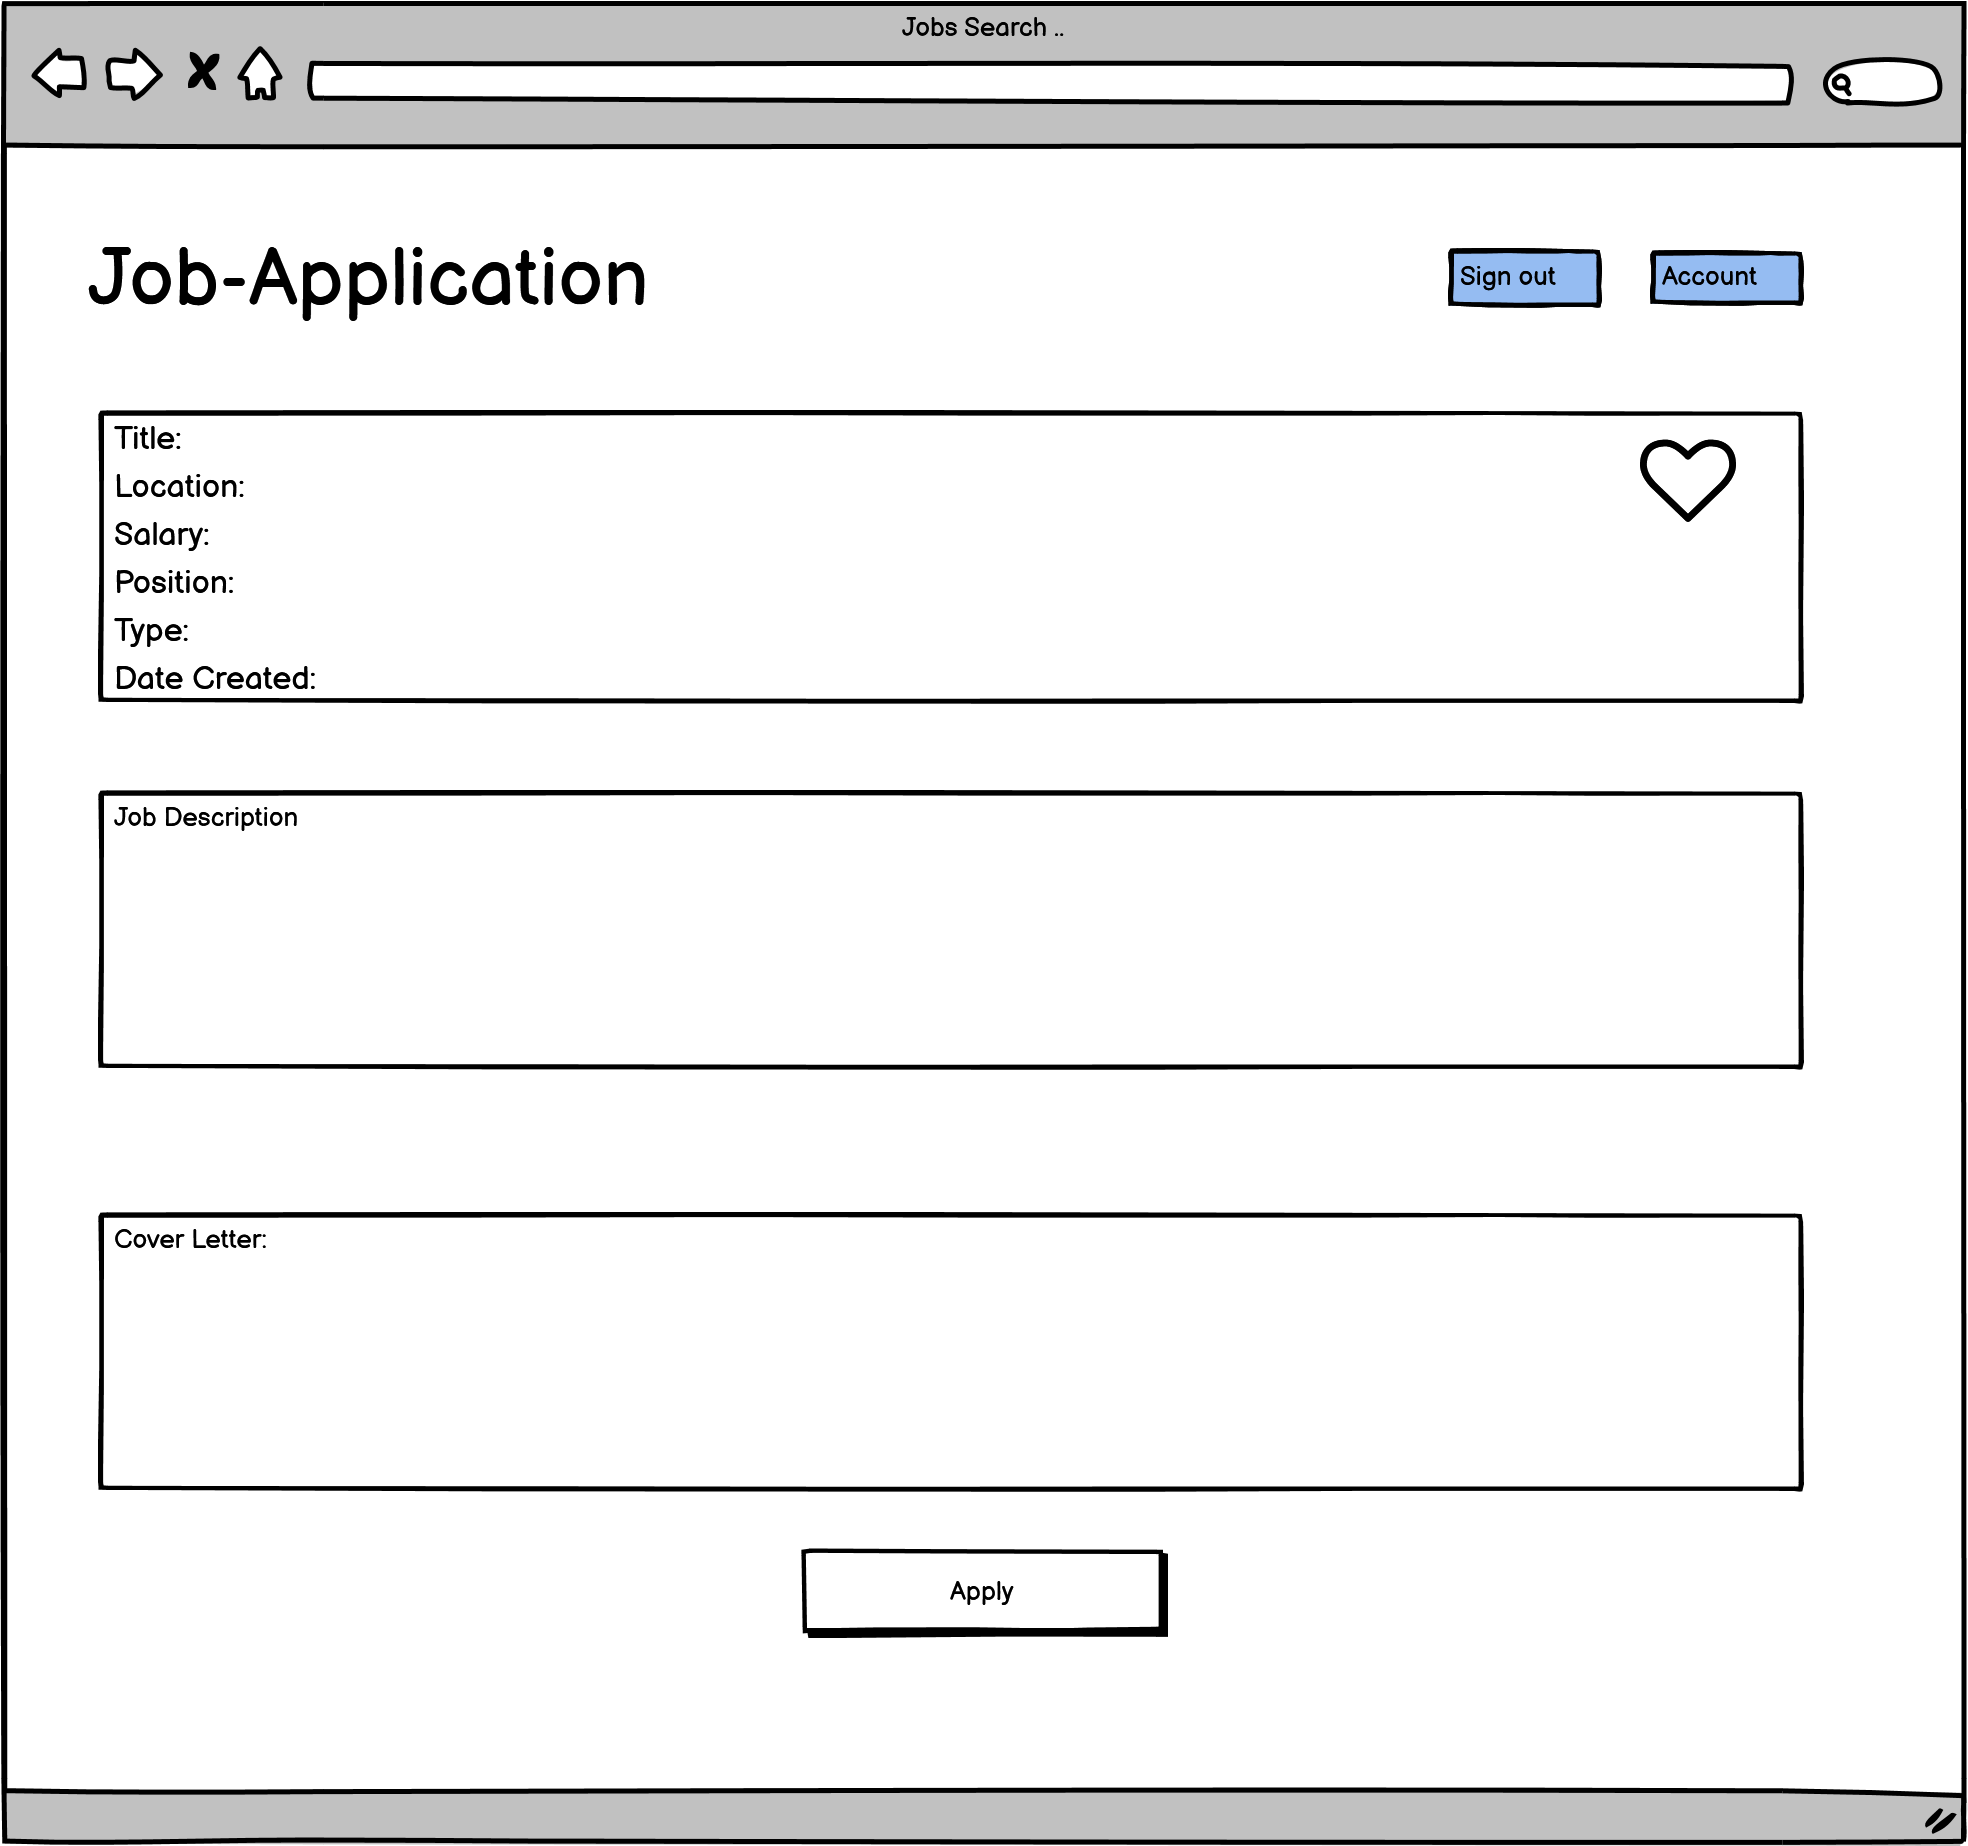 Jobs Search ..
Job-Application
Sign out
Account
Title:
Location:
Salary:
Position:
Type:
Date Created:
Job Description
Cover Letter:
Apply